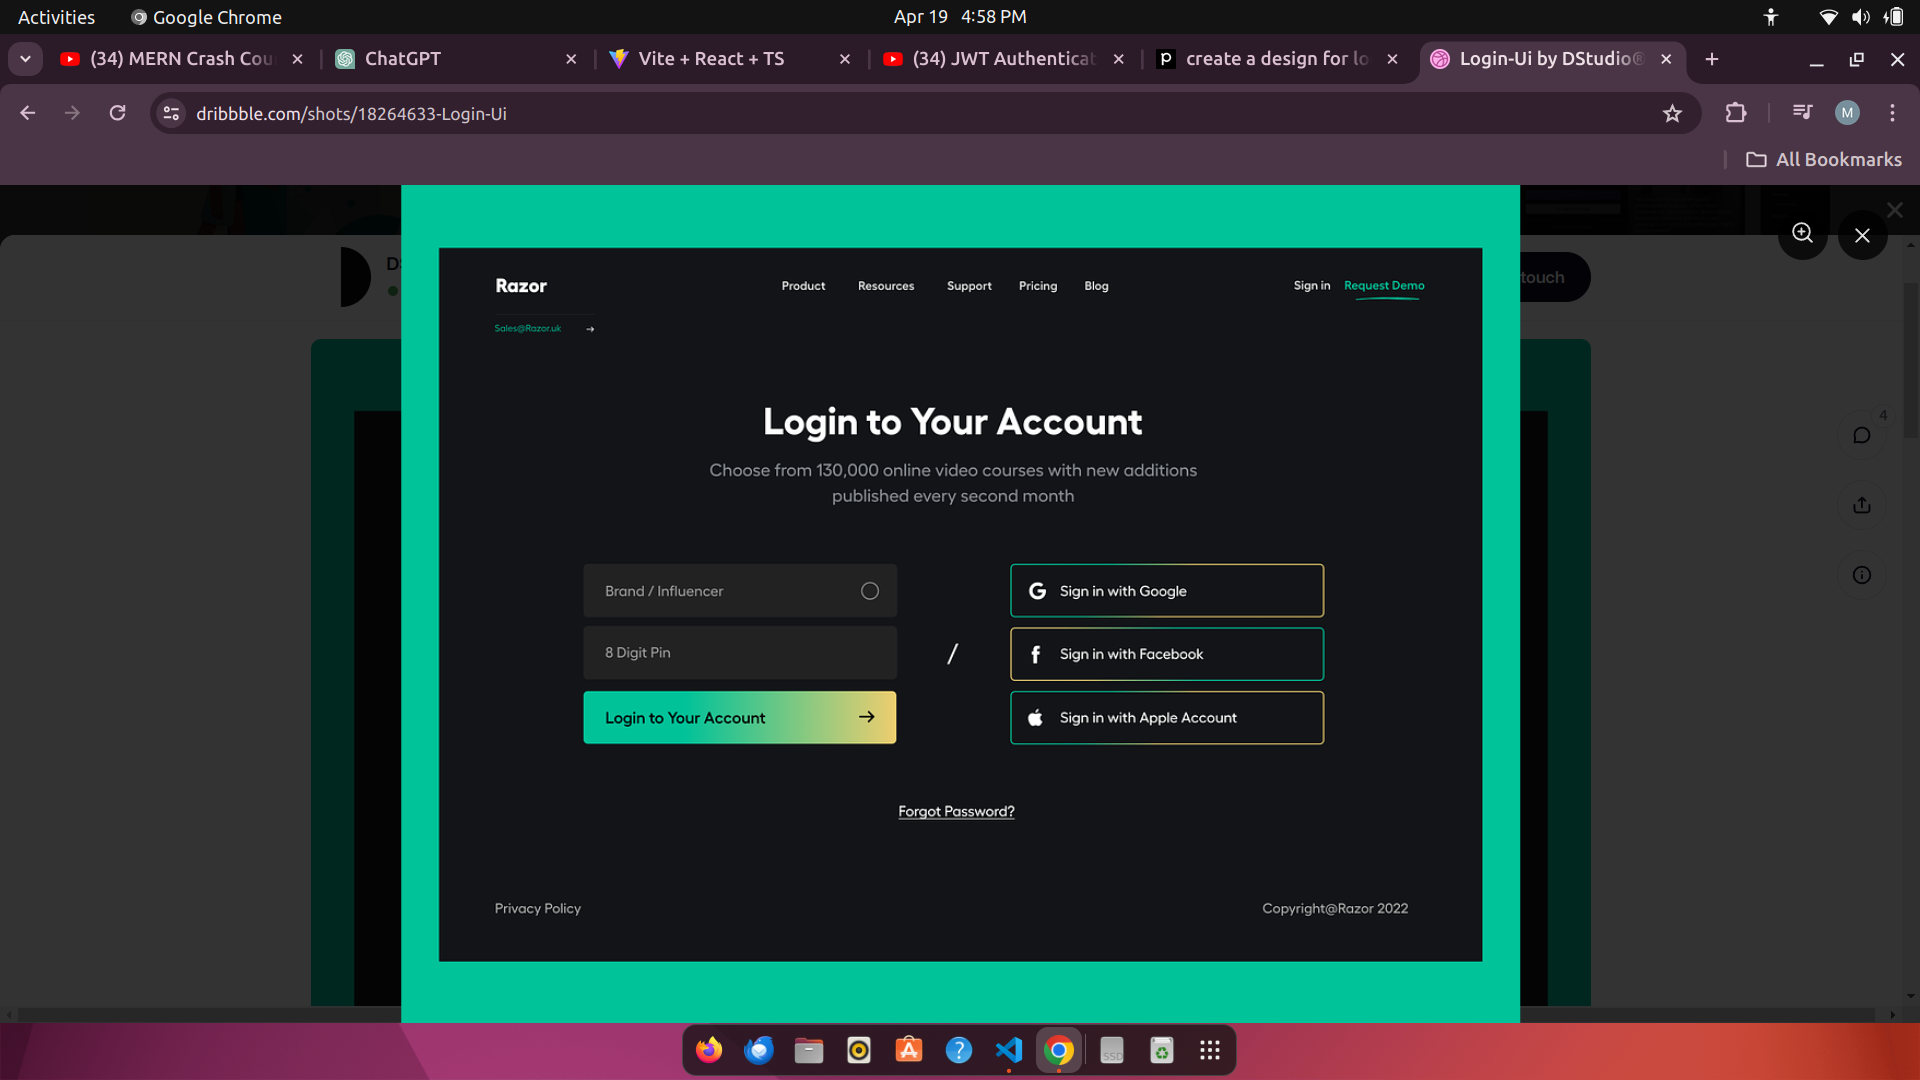 Activities
Google Chrome
Apr 19 4:58 PM
(34) MERN Crash Cou
ChatGPT
Vite + React + TS
(34) JWT Authenticat
create a design for lo
Login-Ui by DStudio®
dribbble.com/shots/18264633-Login-Ui
M
All Bookmarks
D
touch
Razor
Product
Resources
Support
Pricing
Blog
Sign in
Request Demo
Sales@Razor.uk
Login to Your Account
Choose from 130,000 online video courses with new additions
published every second month
4
Brand / Influencer
8 Digit Pin
Login to Your Account
/
Sign in with Google
Sign in with Facebook
Sign in with Apple Account
Forgot Password?
Privacy Policy
Copyright@Razor 2022
SSD